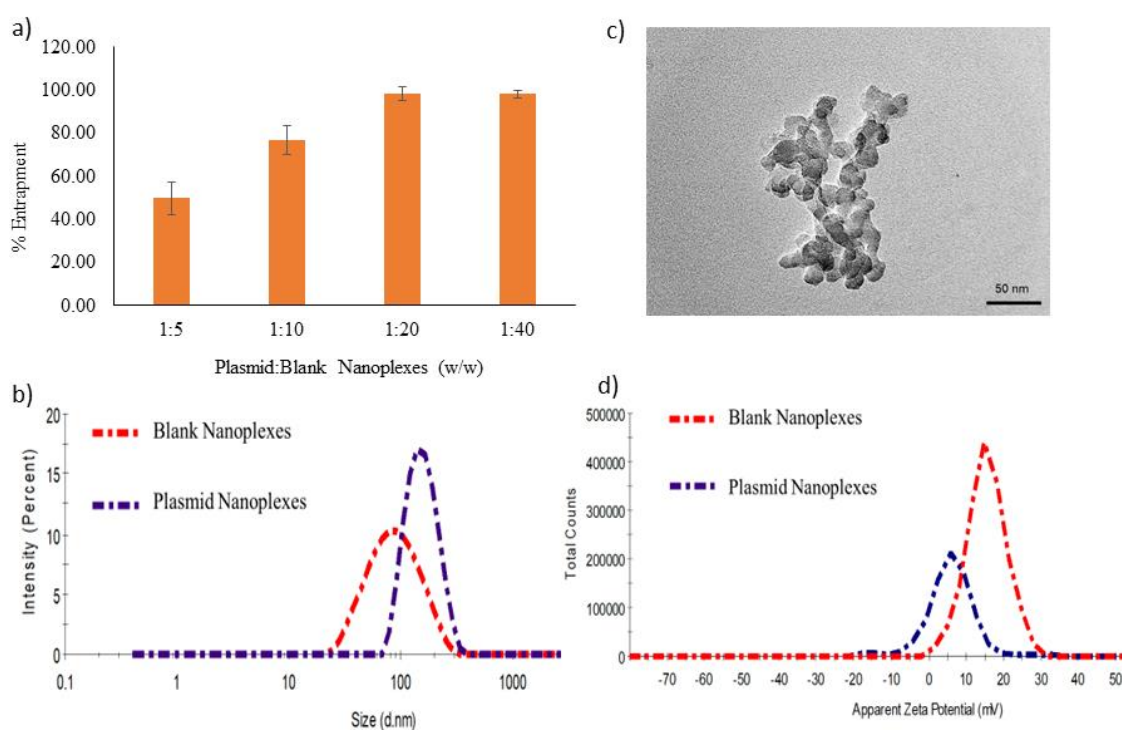 a)
120.00
100.00
80.00
60.00
40.00
20.00
0.00
% Entrapment
1:5 1:10 1:20 1:40
Plasmid:Blank Nanoplexes (w/w)
c)
50 nm
b)
20
15
10
5
0
Intensity (Percent)
Blank Nanoplexes
Plasmid Nanoplexes
0.1 1 10 100 1000
Size (d.nm)
d)
500000
400000
300000
200000
100000
0
Total Counts
Blank Nanoplexes
Plasmid Nanoplexes
-70 -60 -50 -40 -30 -20 -10 0 10 20 30 40 50
Apparent Zeta Potential (mV)